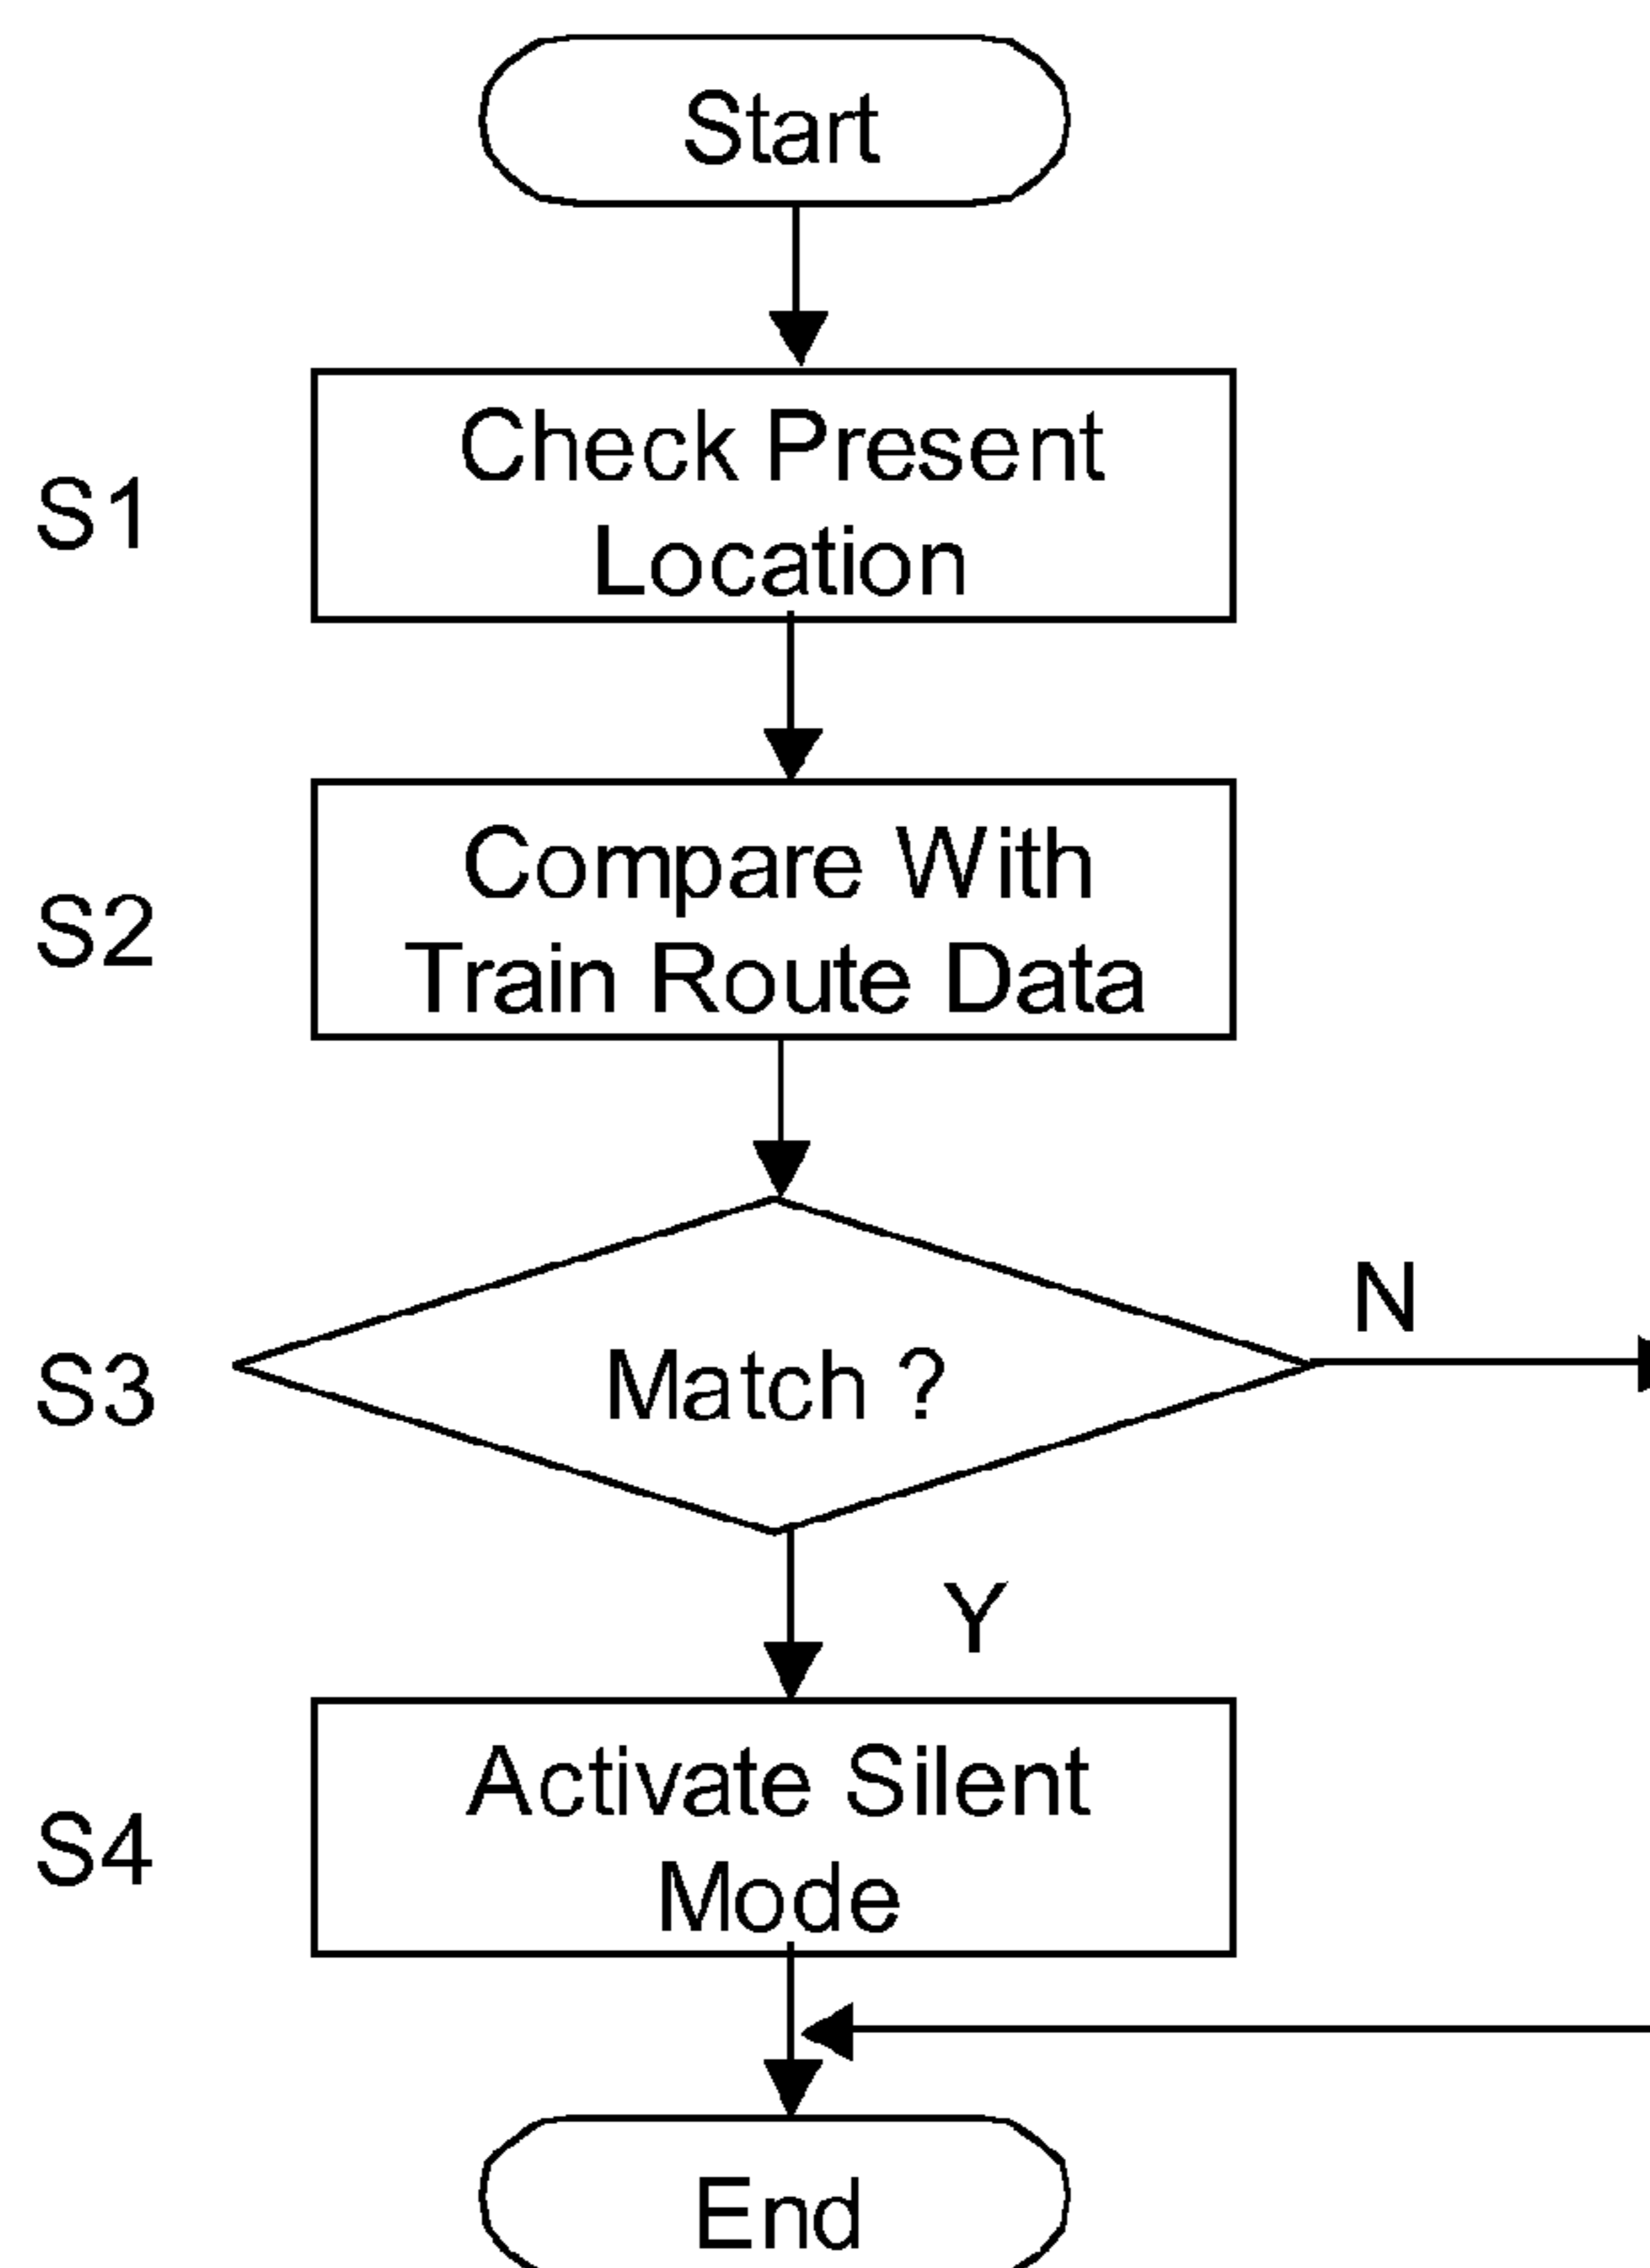 Start
S1
Check Present
Location
S2
Compare With
Train Route Data
S3
Match ?
N
Y
S4
Activate Silent
Mode
End